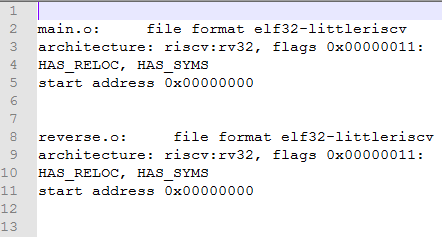 1
2 main.o:     file format elf32-littleriscv
3 architecture: riscv:rv32, flags 0x00000011:
4 HAS_RELOC, HAS_SYMS
5 start address 0x00000000
6
7
8 reverse.o:     file format elf32-littleriscv
9 architecture: riscv:rv32, flags 0x00000011:
10 HAS_RELOC, HAS_SYMS
11 start address 0x00000000
12
13